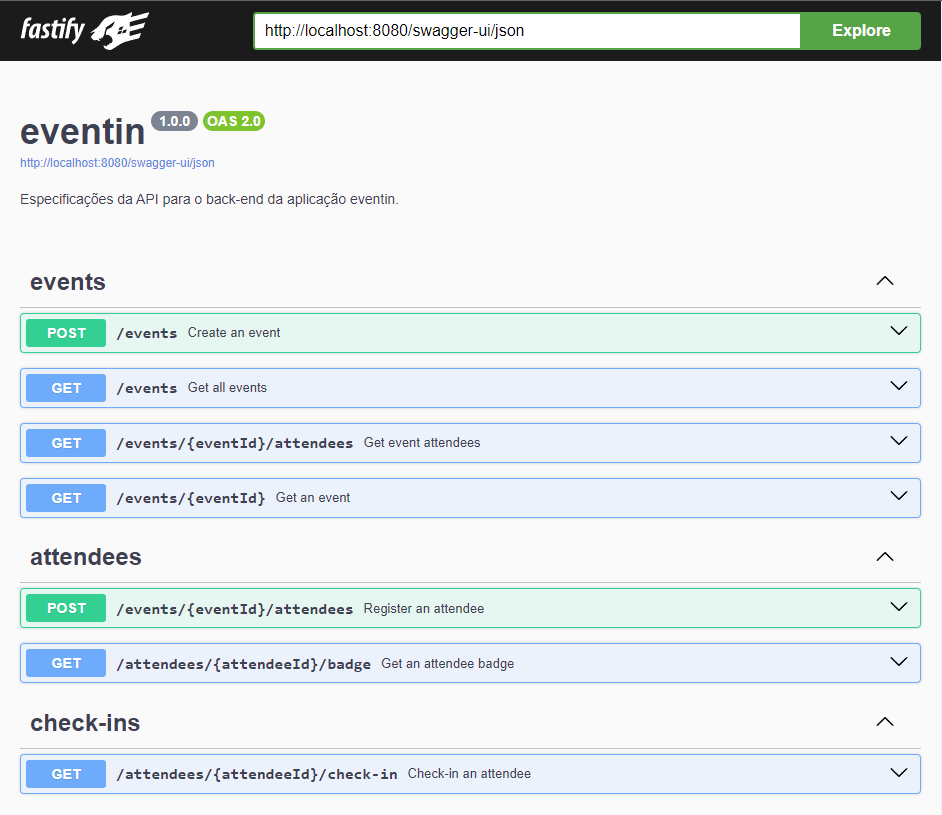 fastify
http://localhost:8080/swagger-ui/json Explore
eventin 1.0.0 OAS 2.0
http://localhost:8080/swagger-ui/json
Especificações da API para o back-end da aplicação eventin.
events
POST /events Create an event
GET /events Get all events
GET /events/{eventId}/attendees Get event attendees
GET /events/{eventId} Get an event
attendees
POST /events/{eventId}/attendees Register an attendee
GET /attendees/{attendeeId}/badge Get an attendee badge
check-ins
GET /attendees/{attendeeId}/check-in Check-in an attendee